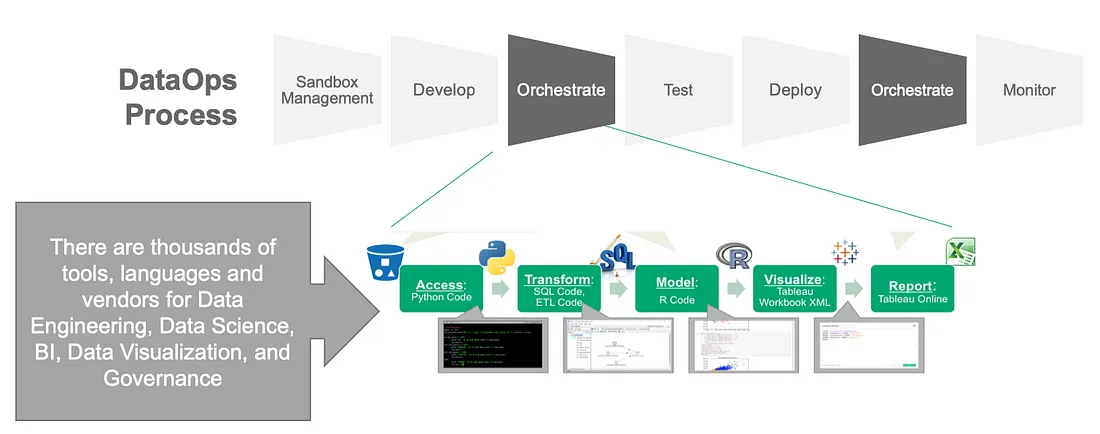 DataOps
Process
Sandbox
Management
Develop
Orchestrate
Test
Deploy
Orchestrate
Monitor
There are thousands of
tools, languages and
vendors for Data
Engineering, Data Science,
BI, Data Visualization, and
Governance
SQL
R
X
Access:
Python Code
Transform:
SQL Code,
ETL Code
Model:
R Code
Visualize:
Tableau
Workbook XML
Report:
Tableau Online